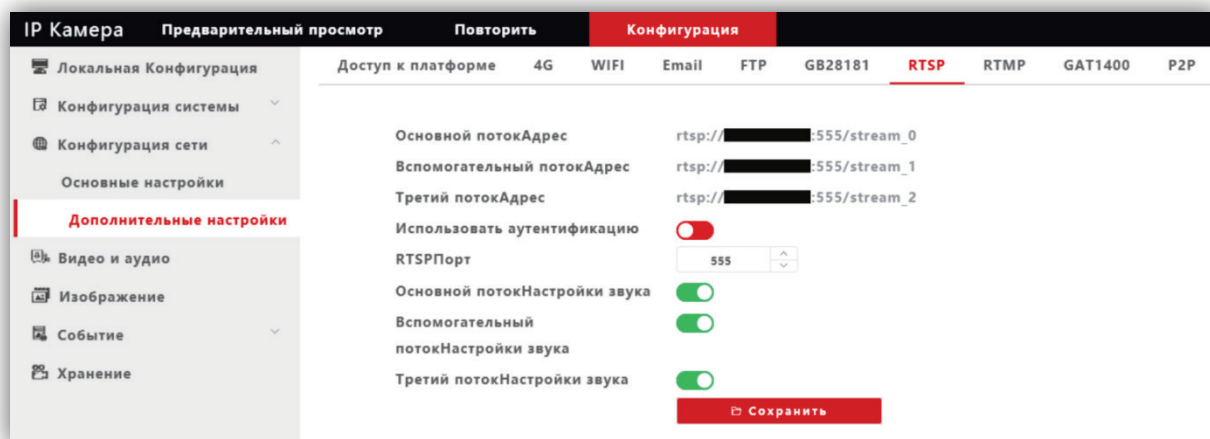 IP Камера Предварительный просмотр Повторить Конфигурация
Локальная Конфигурация
Конфигурация системы
Конфигурация сети
Основные настройки
Дополнительные настройки
Видео и аудио
Изображение
Событие
Хранение
Доступ к платформе 4G WIFI Email FTP GB28181 RTSP RTMP GAT1400 P2P
Основной потокАдрес rtsp:// :555/stream_0
Вспомогательный потокАдрес rtsp:// :555/stream_1
Третий потокАдрес rtsp:// :555/stream_2
Использовать аутентификацию
RTSPПорт 555
Основной потокНастройки звука
Вспомогательный
потокНастройки звука
Третий потокНастройки звука
Сохранить